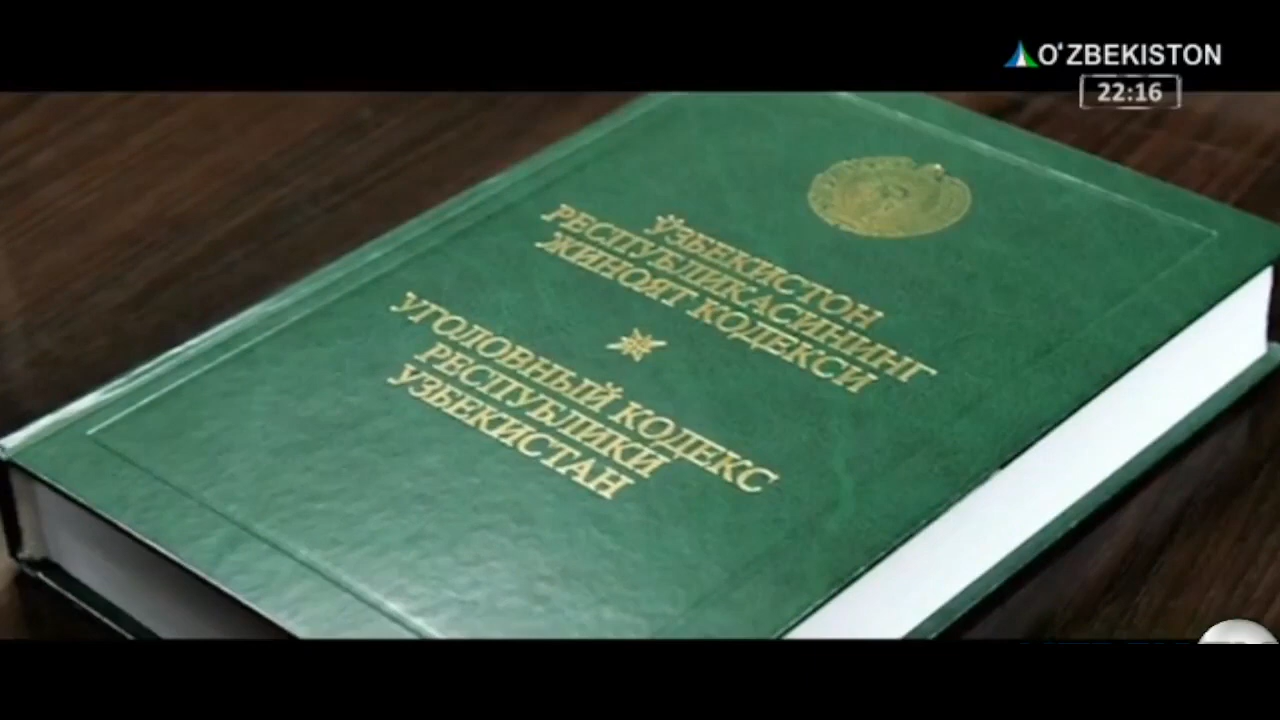 O‘ZBEKISTON
22:16
ЎЗБЕКИСТОН
РЕСПУБЛИКАСИНИНГ
ЖИНОЯТ КОДЕКСИ
УГОЛОВНЫЙ КОДЕКС
РЕСПУБЛИКИ
УЗБЕКИСТАН